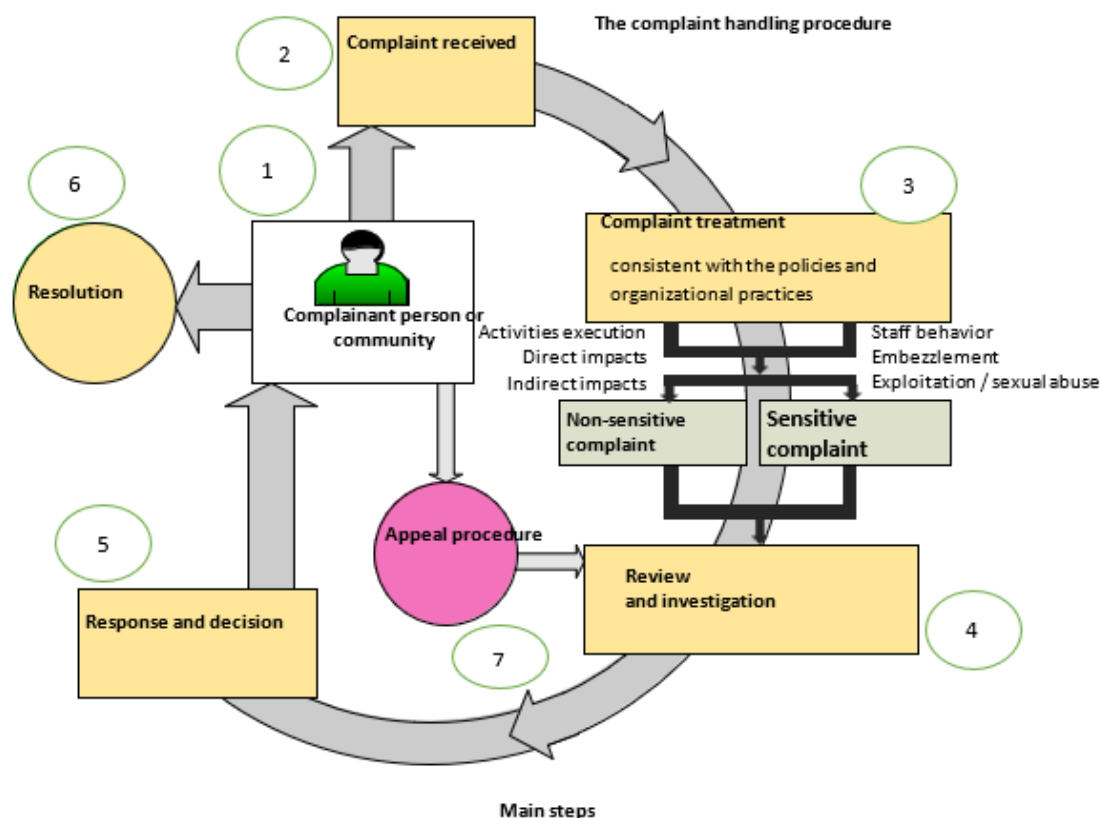 The complaint handling procedure
2
Complaint received
1
6
3
Complaint treatment
consistent with the policies and
organizational practices
Resolution
Complainant person or
community
Activities execution
Direct impacts
Indirect impacts
Staff behavior
Embezzlement
Exploitation / sexual abuse
Non-sensitive
complaint
Sensitive
complaint
5
Appeal procedure
Response and decision
Review
and investigation
4
7
Main steps